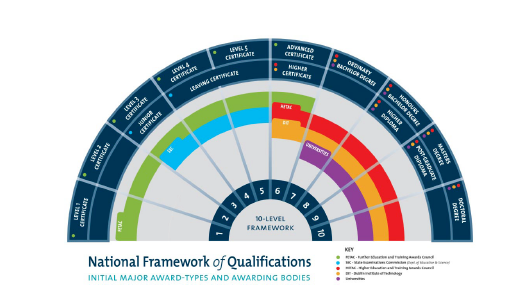 LEVEL 1
CERTIFICATE
LEVEL 2
CERTIFICATE
LEVEL 3
CERTIFICATE
JUNIOR
CERTIFICATE
LEVEL 4
CERTIFICATE
LEVEL 5
CERTIFICATE
LEAVING CERTIFICATE
ADVANCED
CERTIFICATE
HIGHER
CERTIFICATE
ORDINARY
BACHELOR DEGREE
HONOURS
BACHELOR DEGREE
HIGHER
DIPLOMA
MASTERS
DEGREE
POST-GRADUATE
DIPLOMA
DOCTORAL
DEGREE
FETAC
SEC
HETAC
DIT
UNIVERSITIES
1 2 3 4 5 6 7 8 9 10
10-LEVEL
FRAMEWORK
National Framework of Qualifications
INITIAL MAJOR AWARD-TYPES AND AWARDING BODIES
KEY
FETAC - Further Education and Training Awards Council
SEC - State Examinations Commission (Dept. of Education & Science)
HETAC - Higher Education and Training Awards Council
DIT - Dublin Institute of Technology
Universities